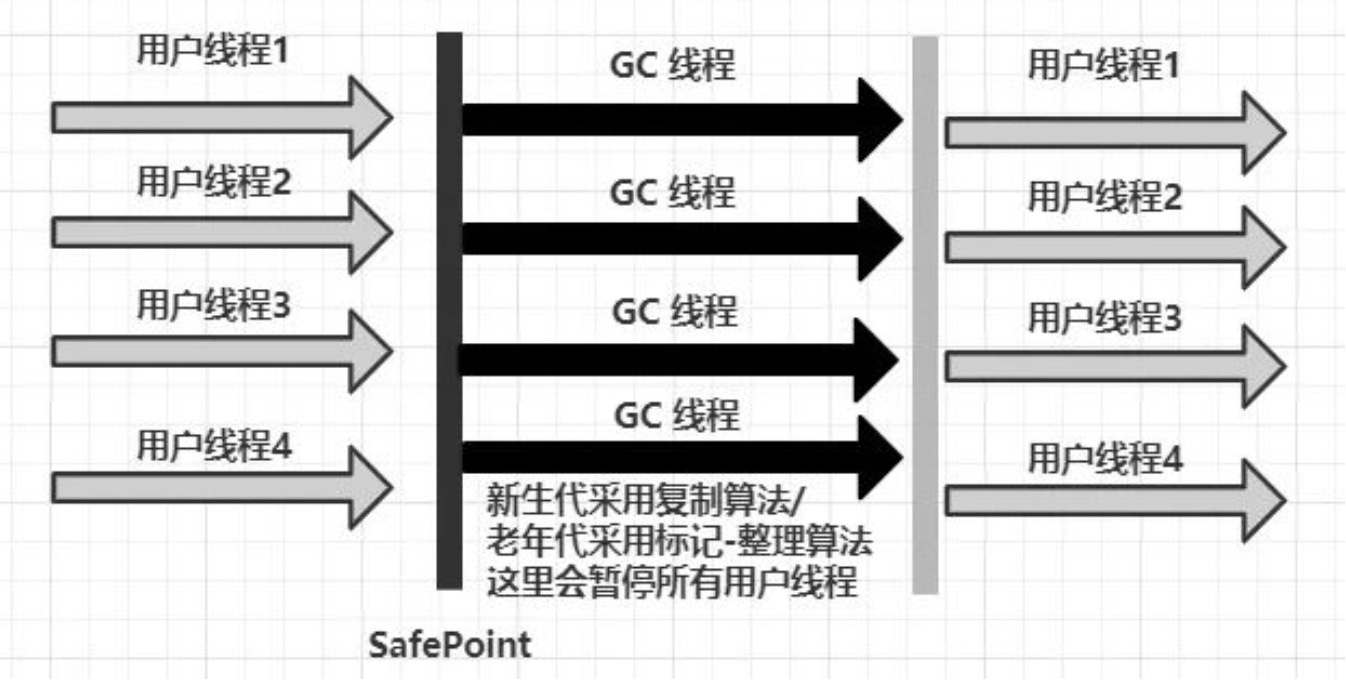 用户线程1
GC 线程
用户线程1
用户线程2
GC 线程
用户线程2
用户线程3
GC 线程
用户线程3
用户线程4
GC 线程
用户线程4
新生代采用复制算法/
老年代采用标记-整理算法
这里会暂停所有用户线程
SafePoint